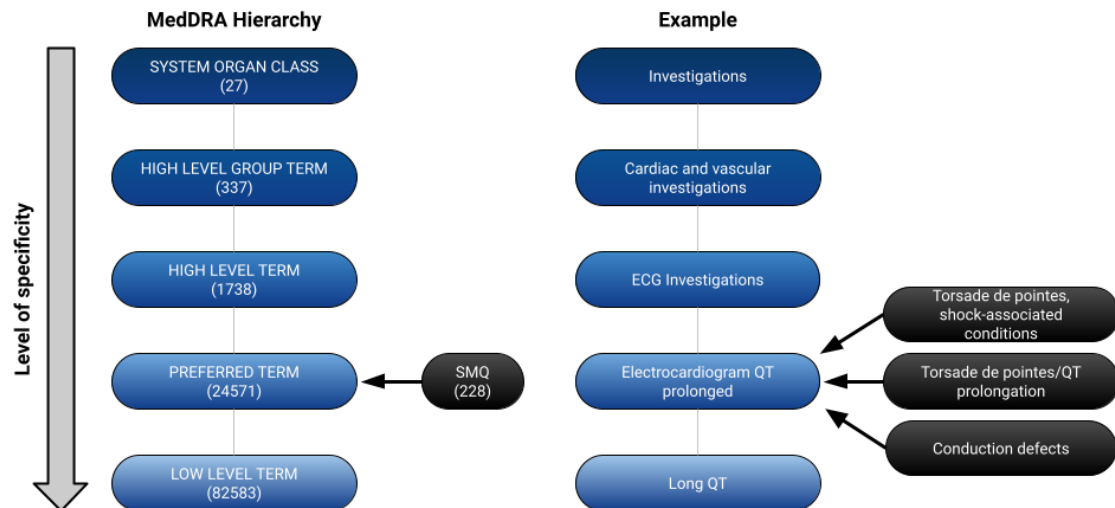 MedDRA Hierarchy
Example
Level of specificity
SYSTEM ORGAN CLASS
(27)
Investigations
HIGH LEVEL GROUP TERM
(337)
Cardiac and vascular
investigations
HIGH LEVEL TERM
(1738)
ECG Investigations
PREFERRED TERM
(24571)
SMQ
(228)
Electrocardiogram QT
prolonged
Torsade de pointes,
shock-associated
conditions
Torsade de pointes/QT
prolongation
Conduction defects
LOW LEVEL TERM
(82583)
Long QT